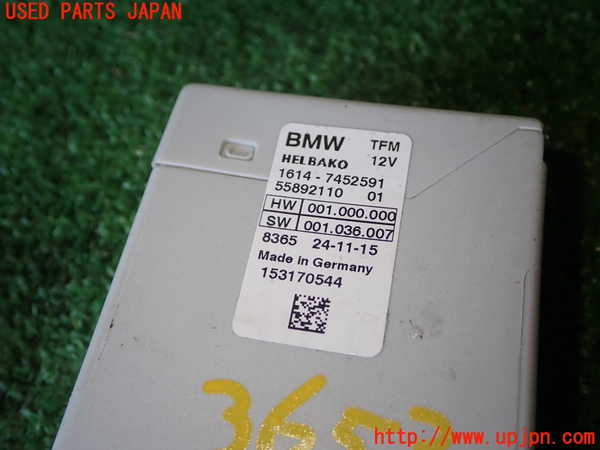 USED PARTS JAPAN
BMW TFM
HELBAKO 12V
1614 - 7452591
55892110 01
HW 001.000.000
SW 001.036.007
8365 24-11-15
Made in Germany
153170544
http://www.upjpn.com/